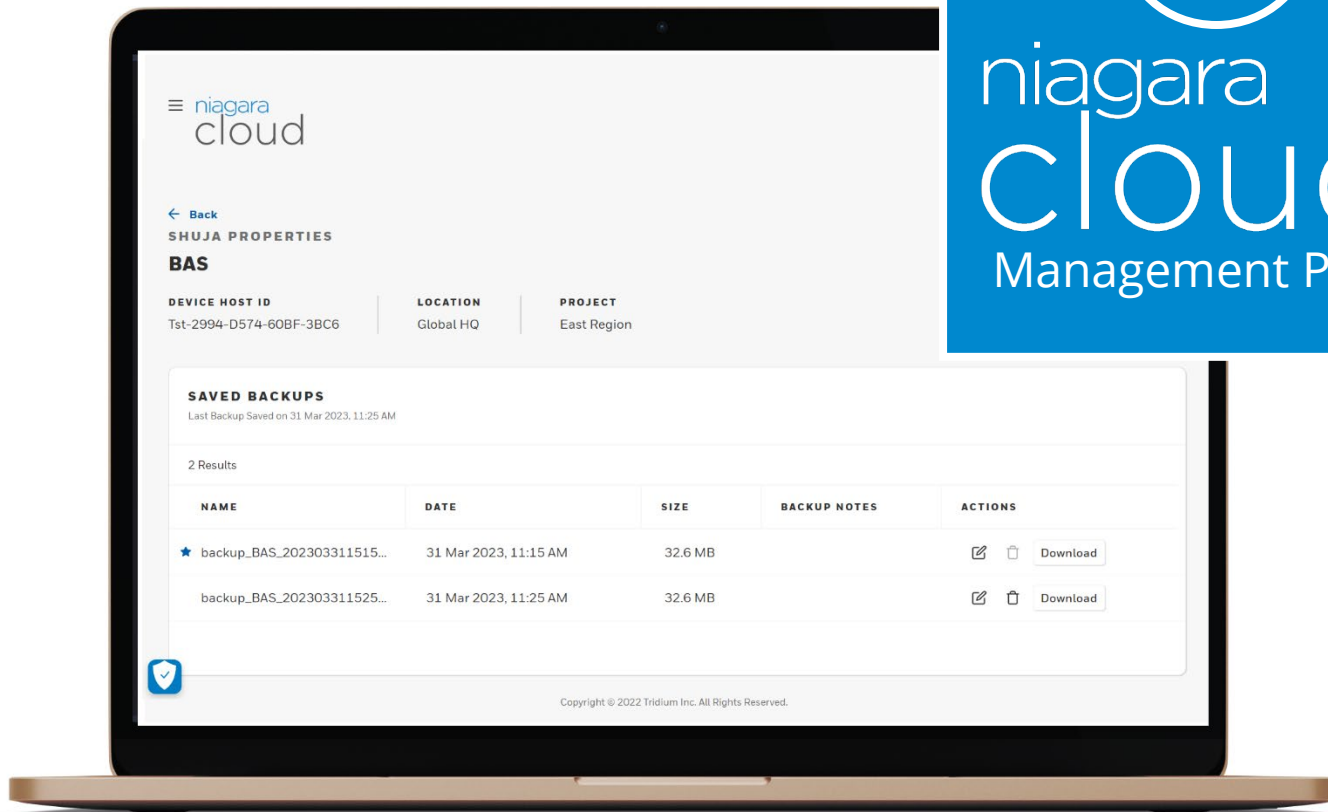 niagara
cloud
← Back
SHUJA PROPERTIES
BAS
DEVICE HOST ID LOCATION PROJECT
Tst-2994-D574-60BF-3BC6 Global HQ East Region
SAVED BACKUPS
Last Backup Saved on 31 Mar 2023, 11:25 AM
2 Results
NAME DATE SIZE BACKUP NOTES ACTIONS
backup_BAS_202303311515... 31 Mar 2023, 11:15 AM 32.6 MB Download
backup_BAS_202303311525... 31 Mar 2023, 11:25 AM 32.6 MB Download
Copyright © 2022 Tridium Inc. All Rights Reserved.
niagara
Management